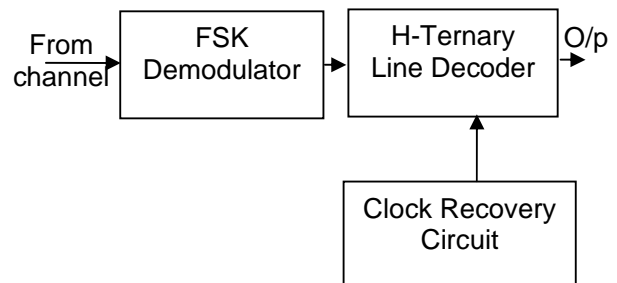 From
channel
FSK
Demodulator
H-Ternary
Line Decoder
O/p
Clock Recovery
Circuit